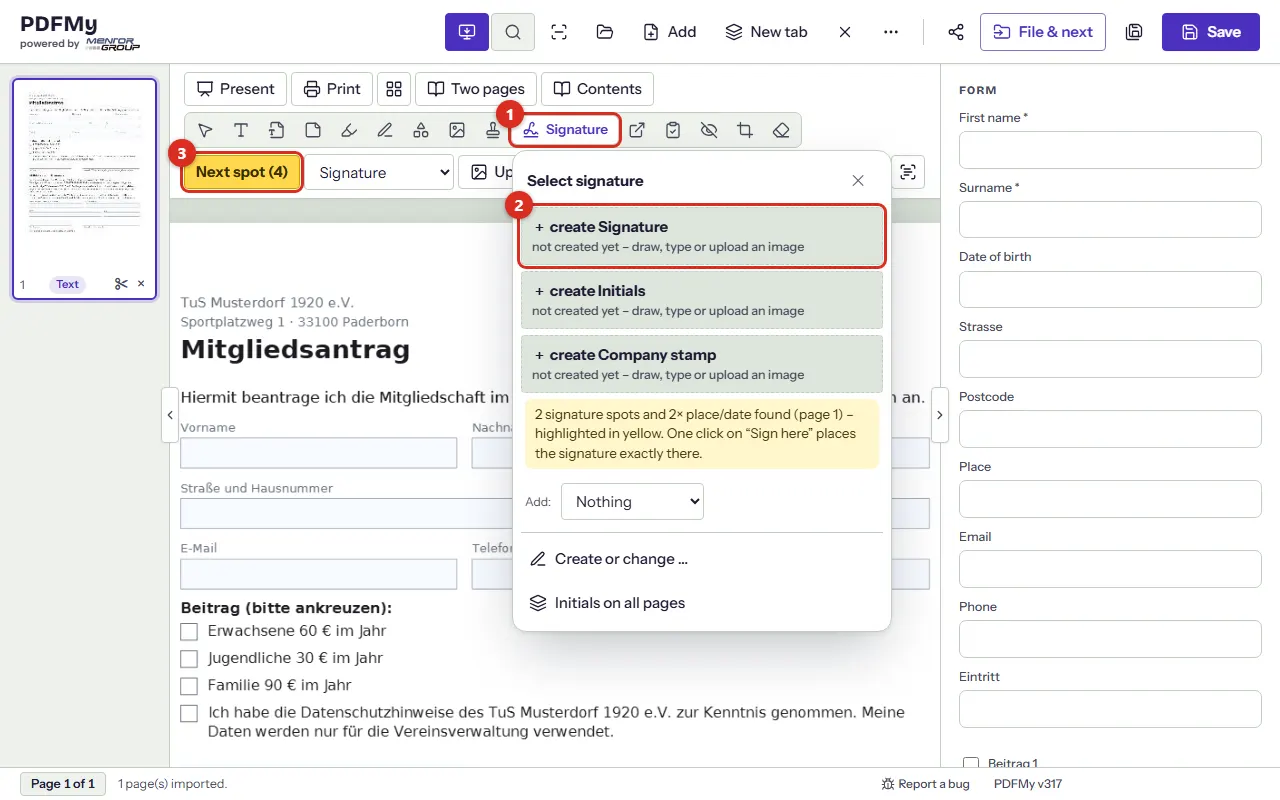 PDFMy
powered by MENTOR GROUP
Add
New tab
File & next
Save
Present
Print
Two pages
Contents
1
Signature
3
Next spot (4)
Signature
Up
Select signature
2
+ create Signature
not created yet – draw, type or upload an image
+ create Initials
not created yet – draw, type or upload an image
+ create Company stamp
not created yet – draw, type or upload an image
2 signature spots and 2× place/date found (page 1) –
highlighted in yellow. One click on “Sign here” places
the signature exactly there.
Add:
Nothing
Create or change ...
Initials on all pages
1
Text
TuS Musterdorf 1920 e.V.
Sportplatzweg 1 · 33100 Paderborn
Mitgliedsantrag
Hiermit beantrage ich die Mitgliedschaft im
an.
Vorname
Straße und Hausnummer
E-Mail
Beitrag (bitte ankreuzen):
Erwachsene 60 € im Jahr
Jugendliche 30 € im Jahr
Familie 90 € im Jahr
Ich habe die Datenschutzhinweise des TuS Musterdorf 1920 e.V. zur Kenntnis genommen. Meine
Daten werden nur für die Vereinsverwaltung verwendet.
FORM
First name *
Surname *
Date of birth
Strasse
Postcode
Place
Email
Phone
Eintritt
Beitrag 1
Page 1 of 1
1 page(s) imported.
Report a bug
PDFMy v317